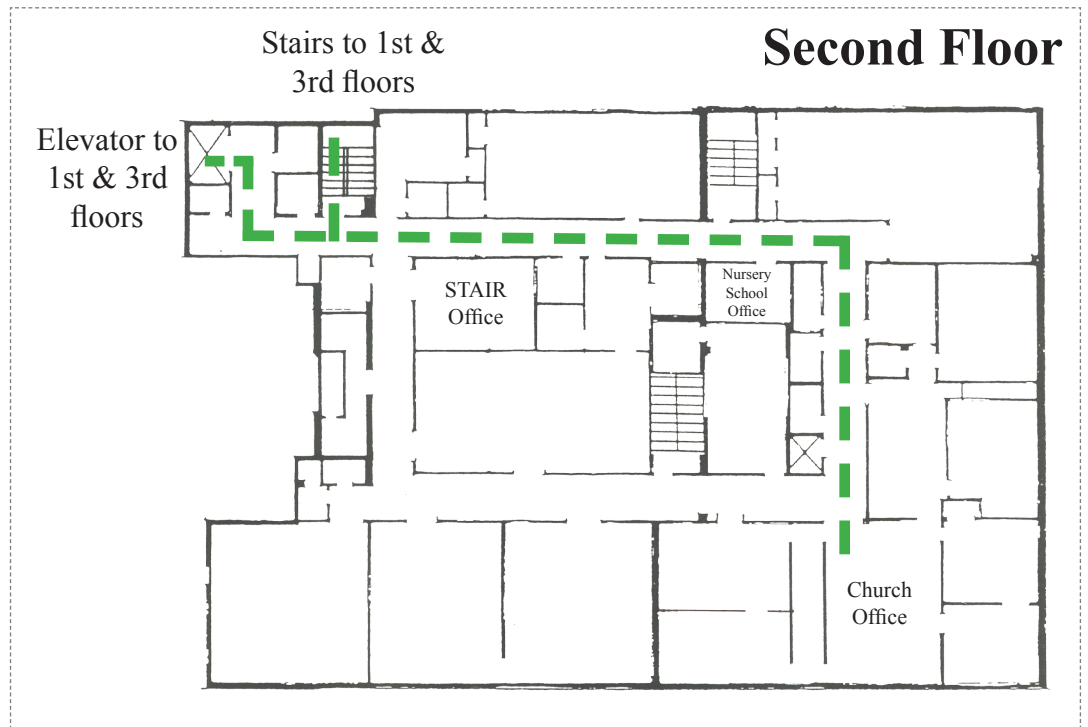 Second Floor
Stairs to 1st &
3rd floors
Elevator to
1st & 3rd
floors
STAIR
Office
Nursery
School
Office
Church
Office